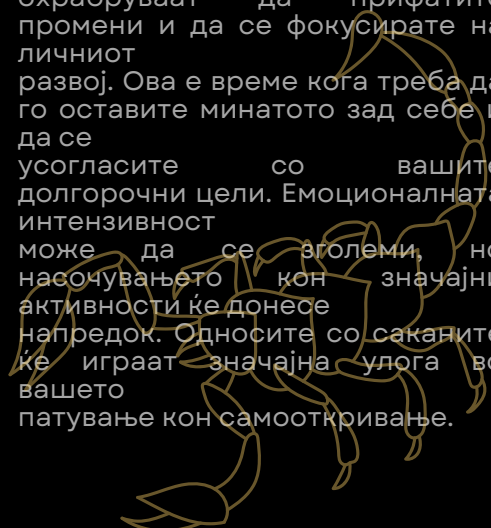 охрабруваат да прифатите
промени и да се фокусирате на
личниот
развој. Ова е време кога треба да
го оставите минатото зад себе и
да се
усогласите со вашите
долгорочни цели. Емоционалната
интензивност
може да се зголеми, но
насочувањето кон значајни
активности ќе донесе
напредок. Односите со саканите
ќе играат значајна улога во
вашето
патување кон самооткривање.